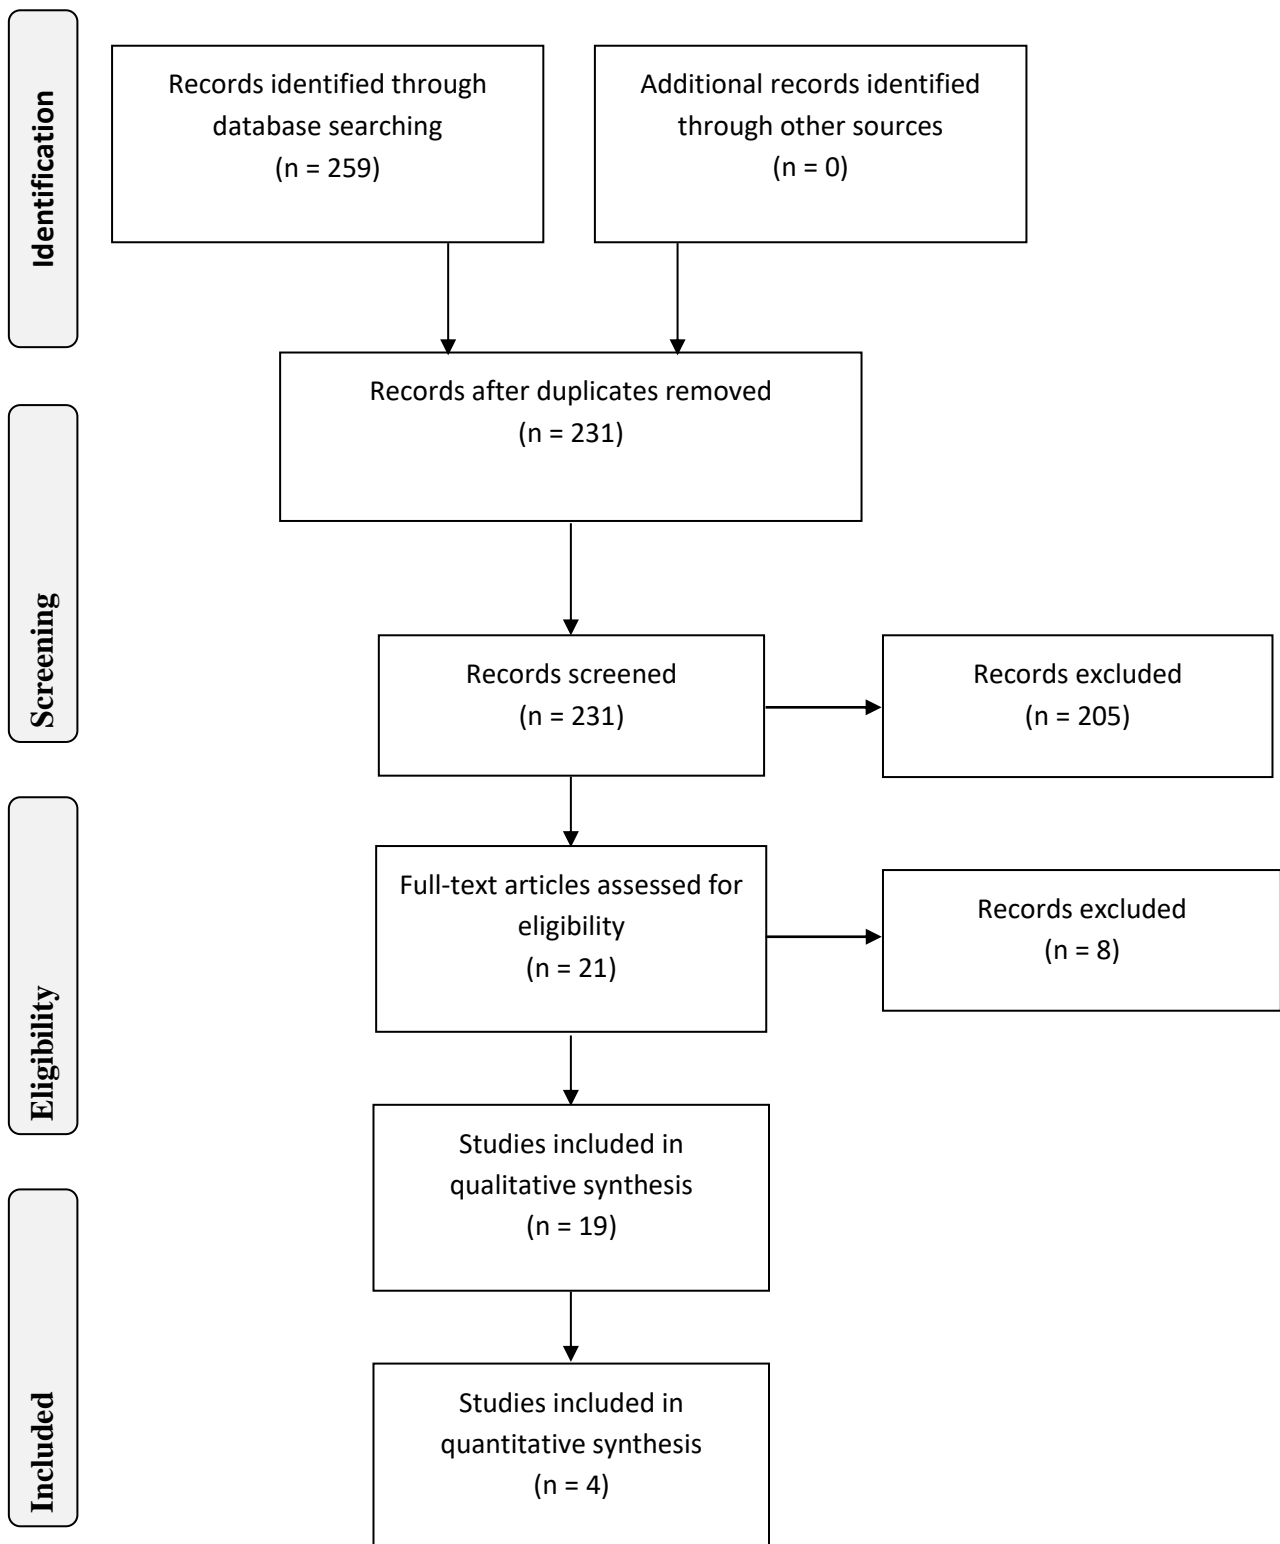 Identification
Records identified through
database searching
(n = 259)
Additional records identified
through other sources
(n = 0)
Records after duplicates removed
(n = 231)
Screening
Records screened
(n = 231)
Records excluded
(n = 205)
Eligibility
Full-text articles assessed for
eligibility
(n = 21)
Records excluded
(n = 8)
Studies included in
qualitative synthesis
(n = 19)
Included
Studies included in
quantitative synthesis
(n = 4)